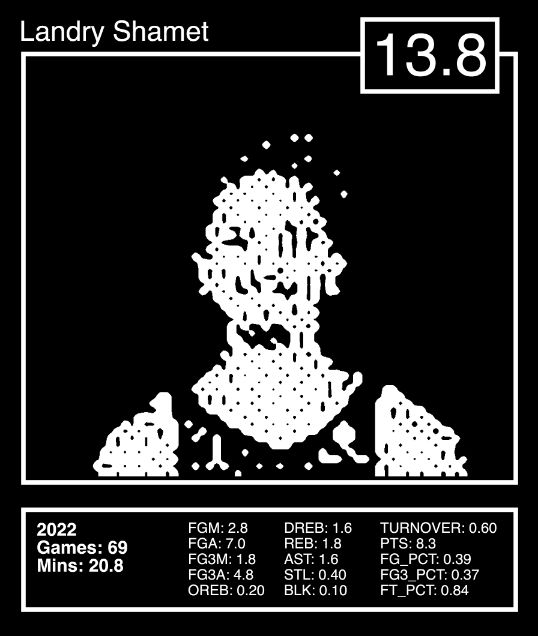 Landry Shamet
13.8
2022
Games: 69
Mins: 20.8
FGM: 2.8
FGA: 7.0
FG3M: 1.8
FG3A: 4.8
OREB: 0.20
DREB: 1.6
REB: 1.8
AST: 1.6
STL: 0.40
BLK: 0.10
TURNOVER: 0.60
PTS: 8.3
FG_PCT: 0.39
FG3_PCT: 0.37
FT_PCT: 0.84